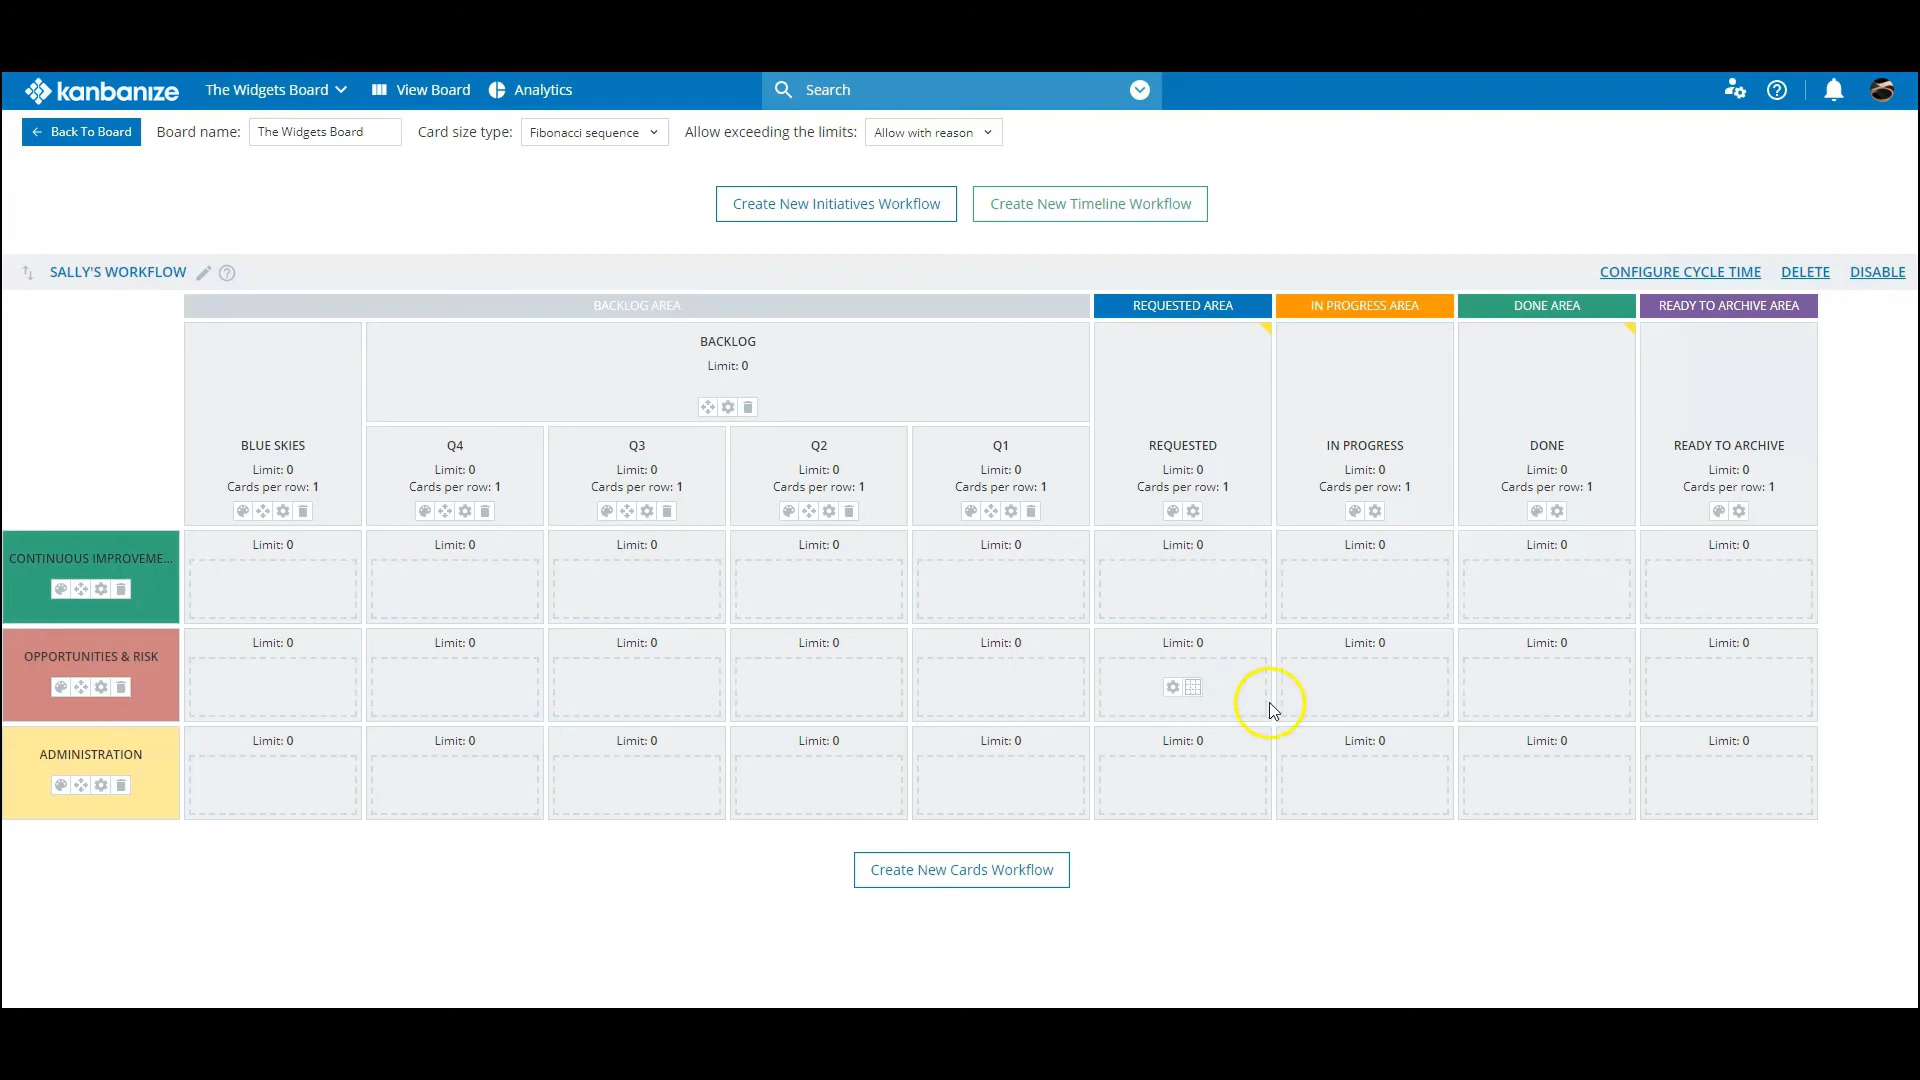 kanbanize The Widgets Board View Board Analytics Search
Back To Board Board name: The Widgets Board Card size type: Fibonacci sequence Allow exceeding the limits: Allow with reason
Create New Initiatives Workflow Create New Timeline Workflow
SALLY'S WORKFLOW CONFIGURE CYCLE TIME DELETE DISABLE
BACKLOG AREA REQUESTED AREA IN PROGRESS AREA DONE AREA READY TO ARCHIVE AREA
BACKLOG
Limit: 0
BLUE SKIES Q4 Q3 Q2 Q1 REQUESTED IN PROGRESS DONE READY TO ARCHIVE
Limit: 0 Limit: 0 Limit: 0 Limit: 0 Limit: 0 Limit: 0 Limit: 0 Limit: 0 Limit: 0
Cards per row: 1 Cards per row: 1 Cards per row: 1 Cards per row: 1 Cards per row: 1 Cards per row: 1 Cards per row: 1 Cards per row: 1 Cards per row: 1
Limit: 0 Limit: 0 Limit: 0 Limit: 0 Limit: 0 Limit: 0 Limit: 0 Limit: 0 Limit: 0
CONTINUOUS IMPROVEME...
Limit: 0 Limit: 0 Limit: 0 Limit: 0 Limit: 0 Limit: 0 Limit: 0 Limit: 0 Limit: 0
OPPORTUNITIES & RISK
Limit: 0 Limit: 0 Limit: 0 Limit: 0 Limit: 0 Limit: 0 Limit: 0 Limit: 0 Limit: 0
ADMINISTRATION
Create New Cards Workflow